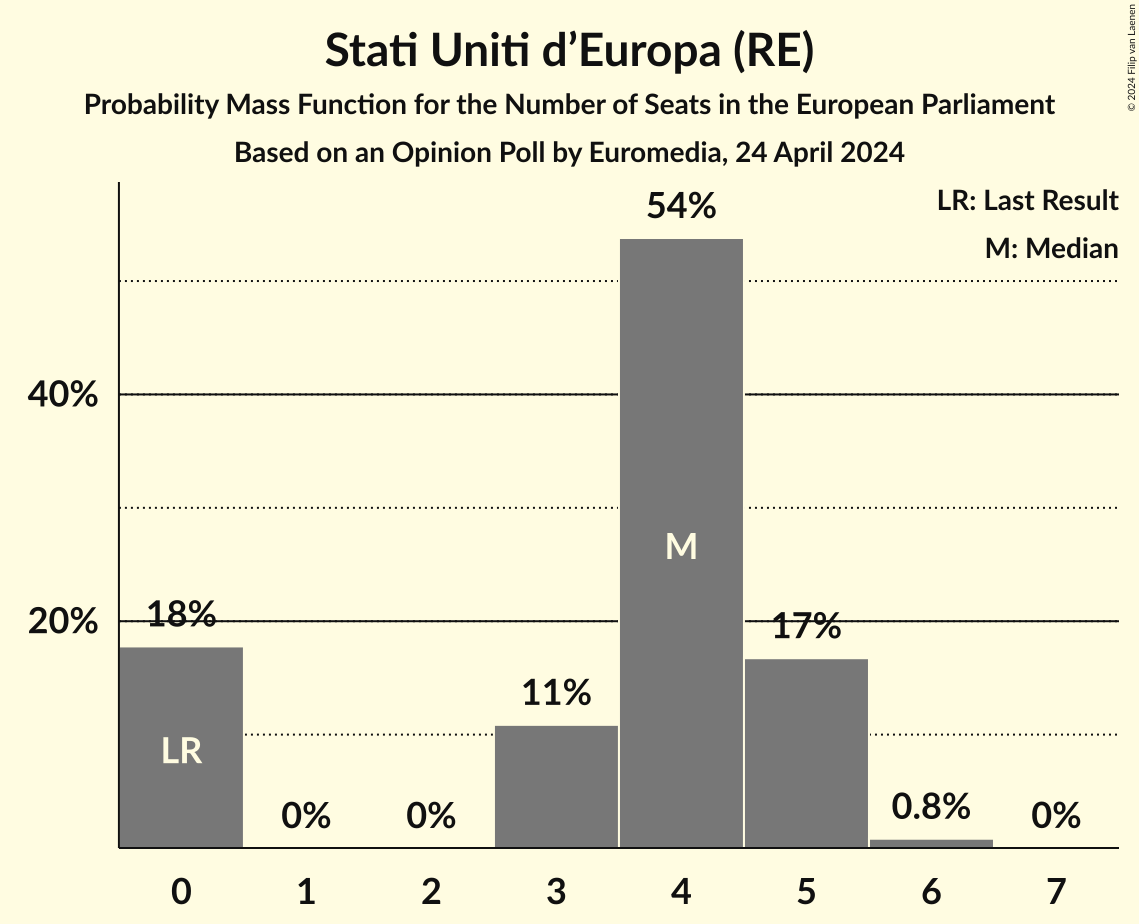 Stati Uniti d’Europa (RE)
Probability Mass Function for the Number of Seats in the European Parliament
Based on an Opinion Poll by Euromedia, 24 April 2024
© 2024 Filip van Laenen
LR: Last Result
M: Median
54%
40%
M
20%
18%
17%
11%
LR
0%
0%
0.8%
0%
0 1 2 3 4 5 6 7